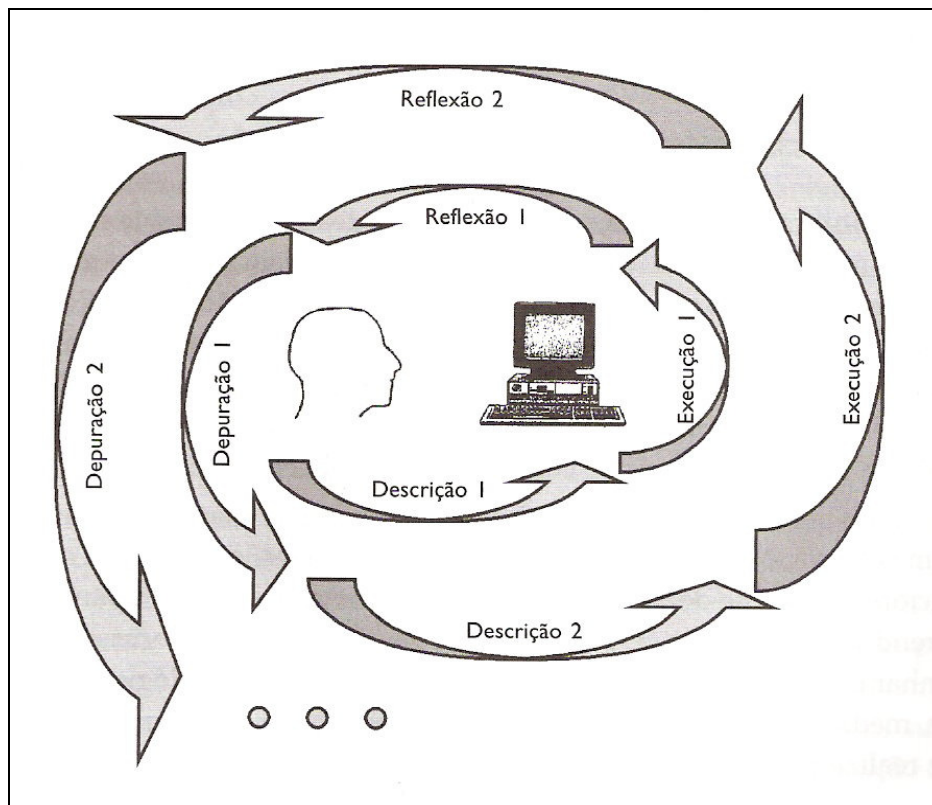 Reflexão 2
Reflexão 1
Depuração 2
Depuração 1
Execução 1
Execução 2
Descrição 1
Descrição 2